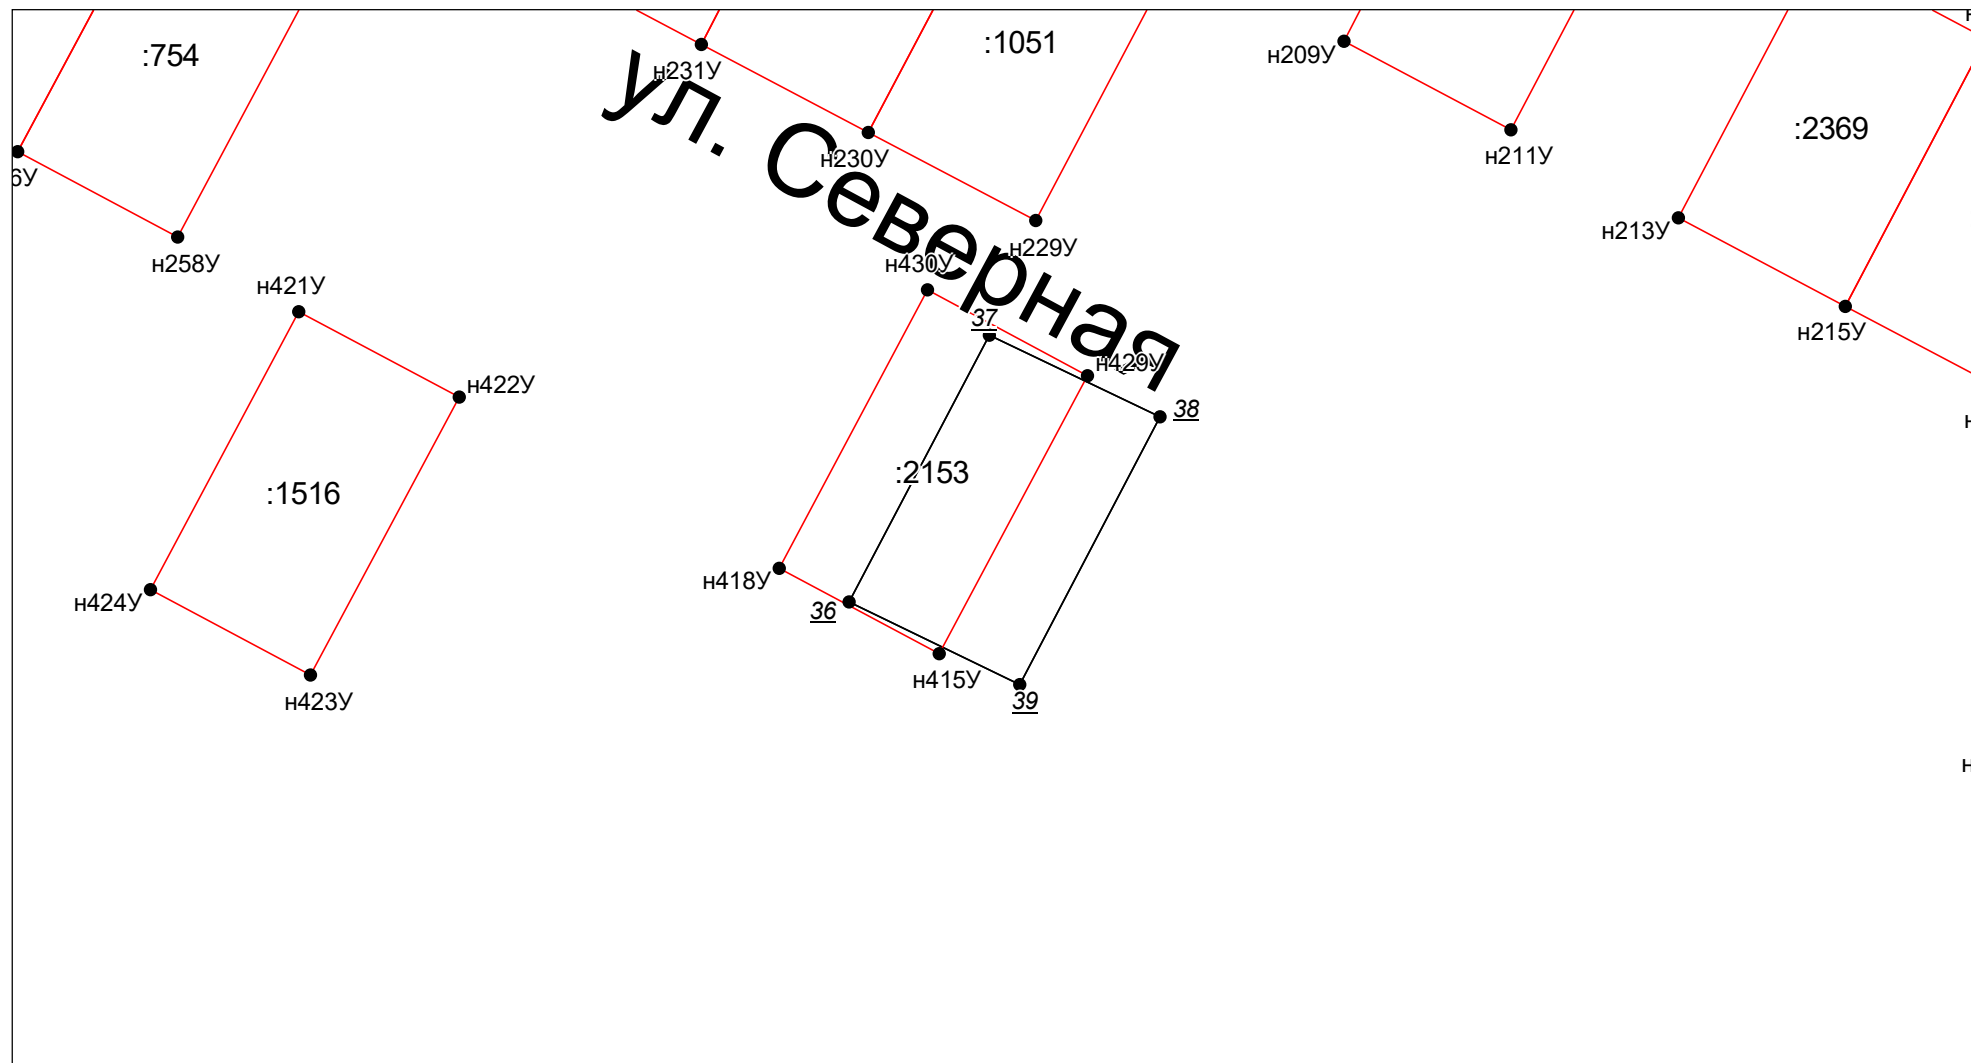 :754
:1051
н209У
н231У
:2369
н211У
ул. Северная
н230У
6У
н213У
н229У
н258У
н430У
н421У
37
н215У
н429У
н422У
38
:2153
:1516
н418У
н424У
36
н415У
н423У
39